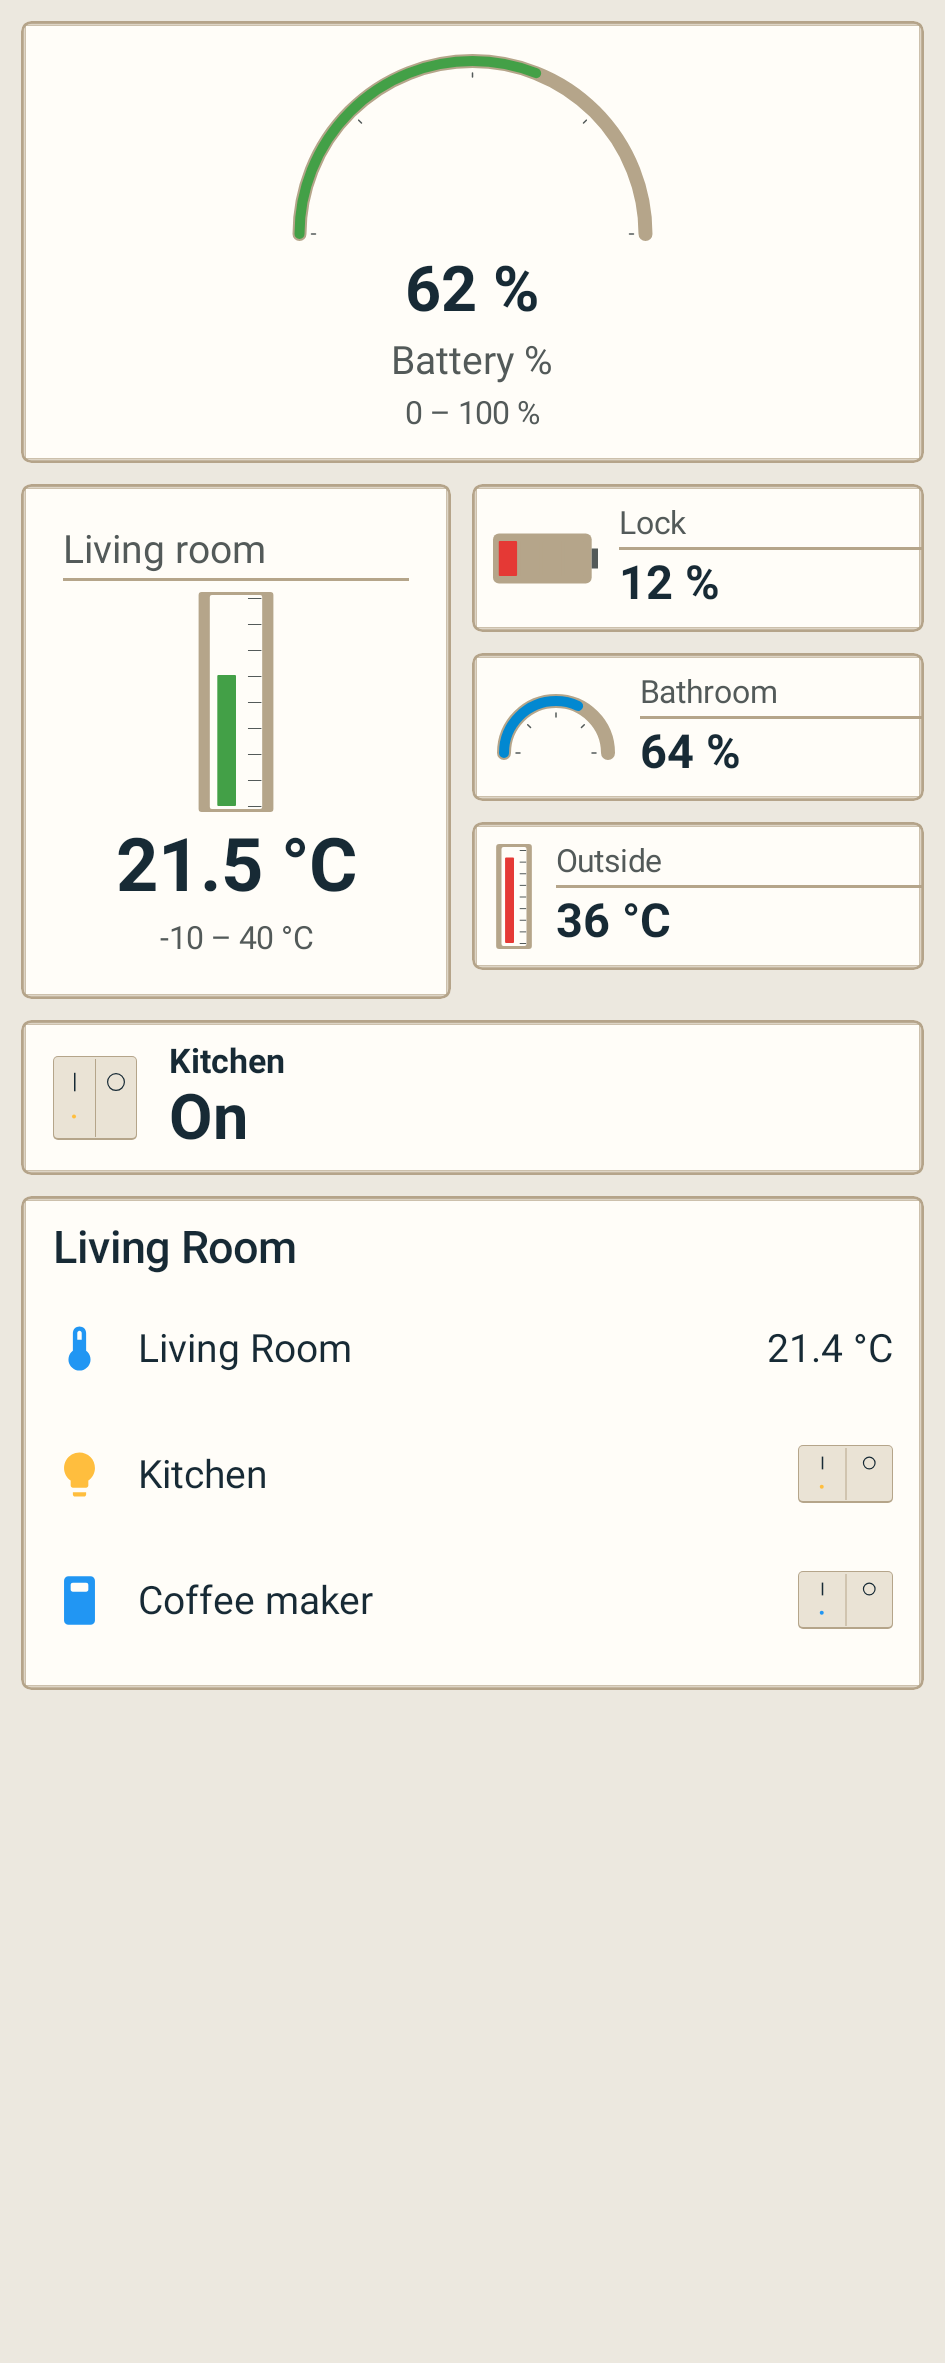 62 %
Battery %
0 – 100 %
Living room
21.5 °C
-10 – 40 °C
Lock
12 %
Bathroom
64 %
Outside
36 °C
Kitchen
On
Living Room
Living Room 21.4 °C
Kitchen
Coffee maker